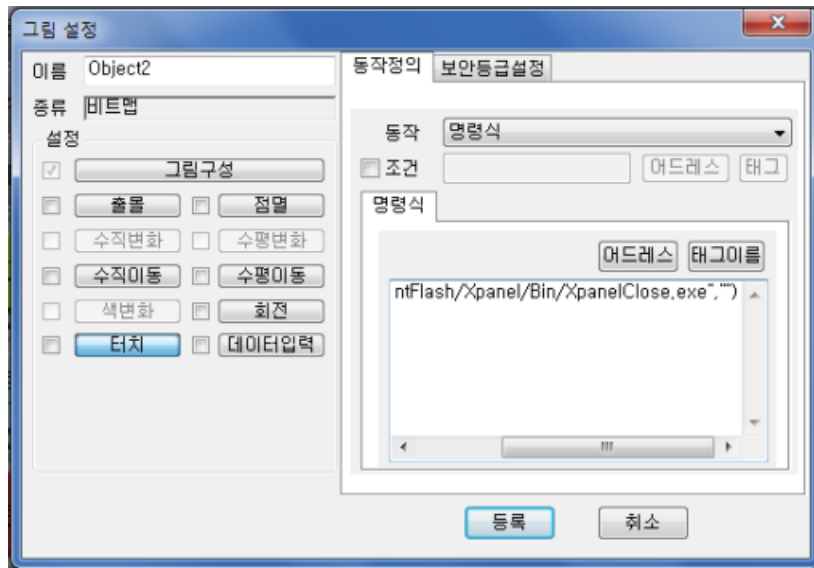 그림 설정
이름 Object2
종류 비트맵
설정
그림구성
출몰 점멸
수직변화 수평변화
수직이동 수평이동
색변화 회전
터치 데이터입력
동작정의 보안등급설정
동작 명령식
조건 어드레스 태그
명령식
어드레스 태그이름
ntFlash/Xpanel/Bin/XpanelClose.exe","")
등록 취소